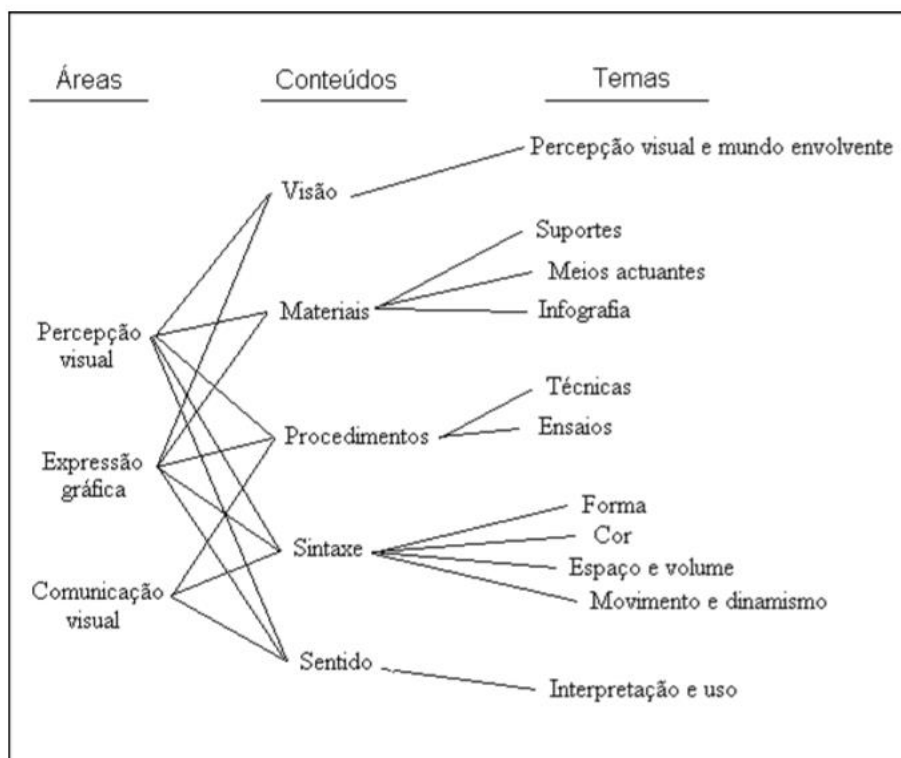 Áreas
Conteúdos
Temas
Percepção visual e mundo envolvente
Visão
Suportes
Meios actuantes
Materiais
Infografia
Percepção
visual
Técnicas
Procedimentos
Ensaios
Expressão
gráfica
Forma
Cor
Sintaxe
Espaço e volume
Comunicação
visual
Movimento e dinamismo
Sentido
Interpretação e uso